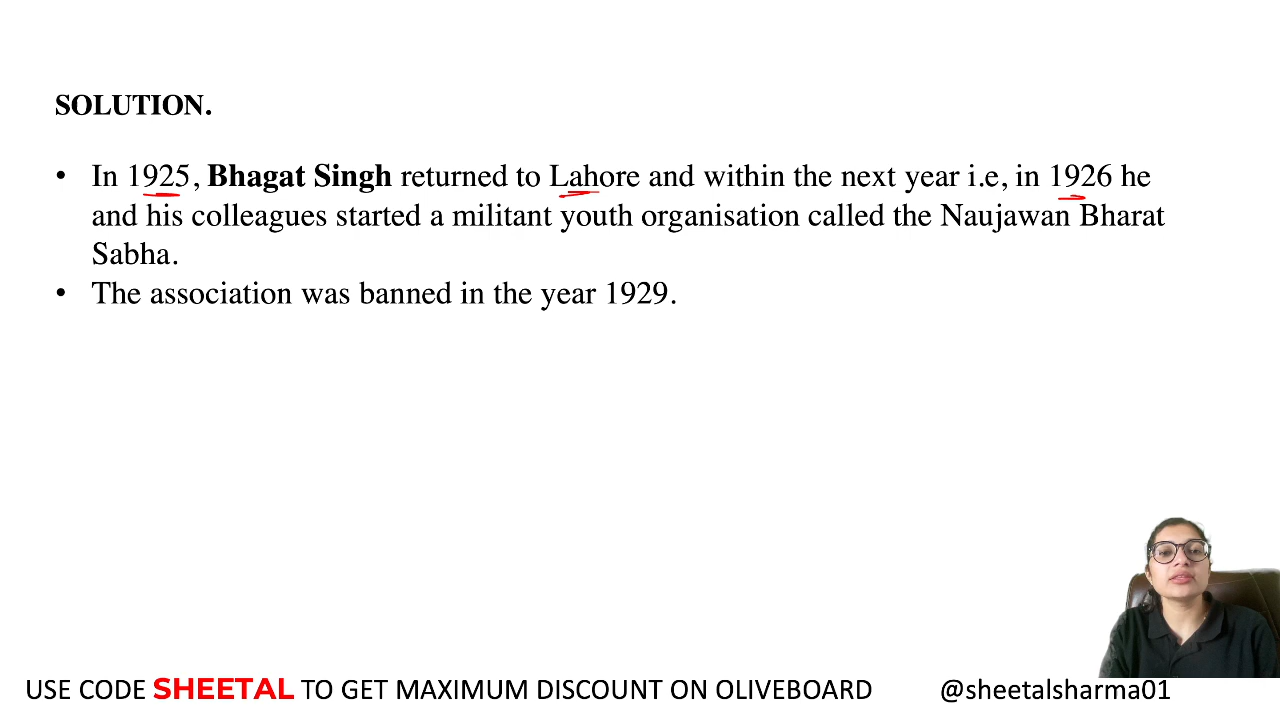 SOLUTION.
• In 1925, Bhagat Singh returned to Lahore and within the next year i.e, in 1926 he
and his colleagues started a militant youth organisation called the Naujawan Bharat
Sabha.
• The association was banned in the year 1929.
USE CODE SHEETAL TO GET MAXIMUM DISCOUNT ON OLIVEBOARD
@sheetalsharma01